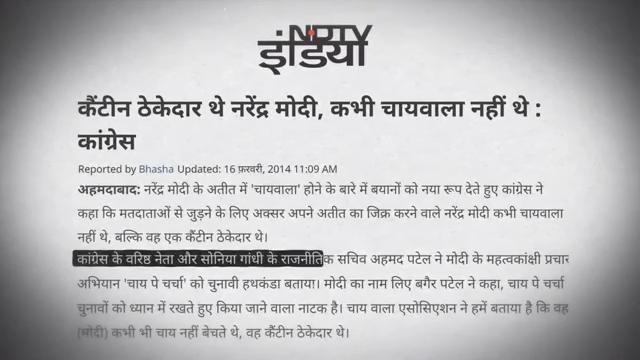 NDTV
इंडिया
कैंटीन ठेकेदार थे नरेंद्र मोदी, कभी चायवाला नहीं थे :
कांग्रेस
Reported by Bhasha Updated: 16 फ़रवरी, 2014 11:09 AM
अहमदाबाद: नरेंद्र मोदी के अतीत में 'चायवाला' होने के बारे में बयानों को नया रूप देते हुए कांग्रेस ने
कहा कि मतदाताओं से जुड़ने के लिए अक्सर अपने अतीत का जिक्र करने वाले नरेंद्र मोदी कभी चायवाला
नहीं थे, बल्कि वह एक कैंटीन ठेकेदार थे।
कांग्रेस के वरिष्ठ नेता और सोनिया गांधी के राजनीतिक सचिव अहमद पटेल ने मोदी के महत्वकांक्षी प्रचार
अभियान 'चाय पे चर्चा' को चुनावी हथकंडा बताया। मोदी का नाम लिए बगैर पटेल ने कहा, चाय पे चर्चा
चुनावों को ध्यान में रखते हुए किया जाने वाला नाटक है। चाय वाला एसोसिएशन ने हमें बताया है कि वह
(मोदी) कभी भी चाय नहीं बेचते थे, वह कैंटीन ठेकेदार थे।